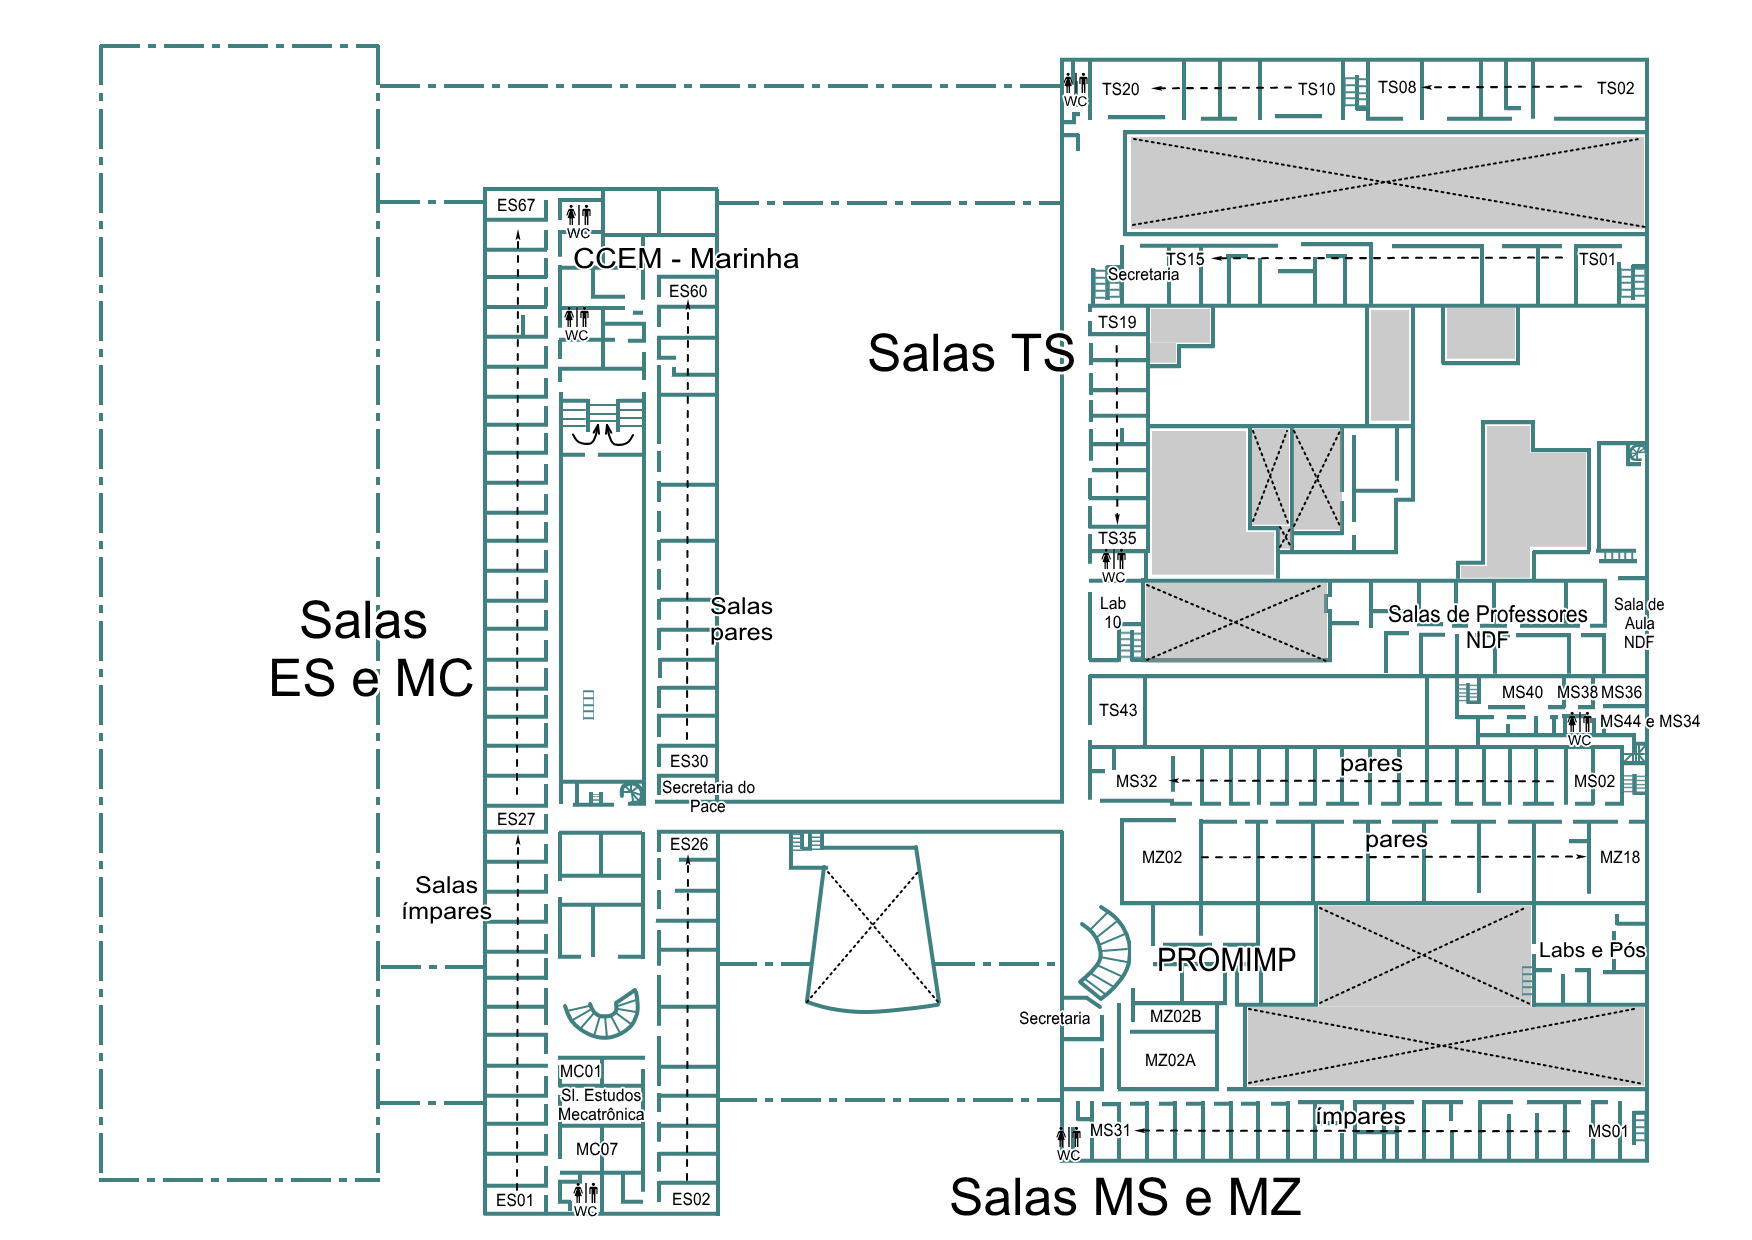 WC
TS20
TS10
TS08
TS02
ES67
WC
CCEM - Marinha
TS15
TS01
Secretaria
ES60
WC
TS19
Salas TS
TS35
WC
Salas
pares
Salas
ES e MC
Lab
10
Salas de Professores
NDF
Sala de
Aula
NDF
TS43
MS40
MS38
MS36
MS44 e MS34
WC
ES30
Secretaria do
Pace
MS32
pares
MS02
ES27
ES26
pares
MZ02
MZ18
Salas
ímpares
PROMIMP
Labs e Pós
Secretaria
MZ02B
MZ02A
MC01
Sl. Estudos
Mecatrônica
MC07
ímpares
MS31
MS01
WC
ES01
WC
ES02
Salas MS e MZ